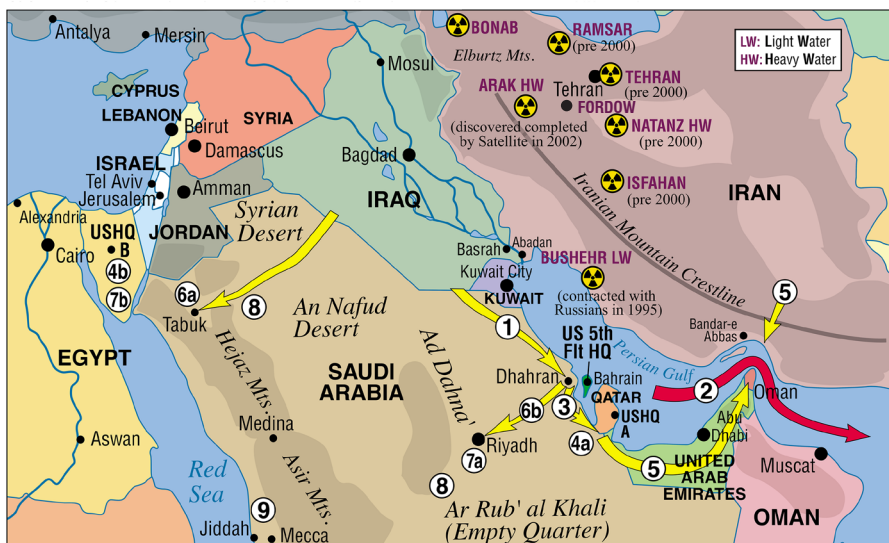 Antalya
Mersin
BONAB
RAMSAR
(pre 2000)
LW: Light Water
HW: Heavy Water
Elburtz Mts.
Mosul
CYPRUS
LEBANON
SYRIA
ARAK HW
Tehran
TEHRAN
(pre 2000)
FORDOW
Beirut
Damascus
(discovered completed
by Satellite in 2002)
NATANZ HW
(pre 2000)
Bagdad
ISRAEL
Tel Aviv
Jerusalem
Amman
IRAQ
ISFAHAN
(pre 2000)
IRAN
Iranian Mountain Crestline
Alexandria
Cairo
USHQ
B
4b
7b
JORDAN
Syrian
Desert
Basrah
Abadan
Kuwait City
KUWAIT
BUSHEHR LW
(contracted with
Russians in 1995)
5
6a
8
Tabuk
An Nafud
Desert
1
US 5th
Flt HQ
Persian Gulf
Bandar-e
Abbas
EGYPT
Hejaz Mts.
SAUDI
ARABIA
Ad Dahna'
Dhahran
Bahrain
QATAR
USHQ
A
2
Oman
6b
3
4a
Abu
Dhabi
Aswan
Medina
Riyadh
7a
5
UNITED
ARAB
EMIRATES
Muscat
Red
Sea
Asir Mts.
8
9
Ar Rub' al Khali
(Empty Quarter)
OMAN
Jiddah
Mecca